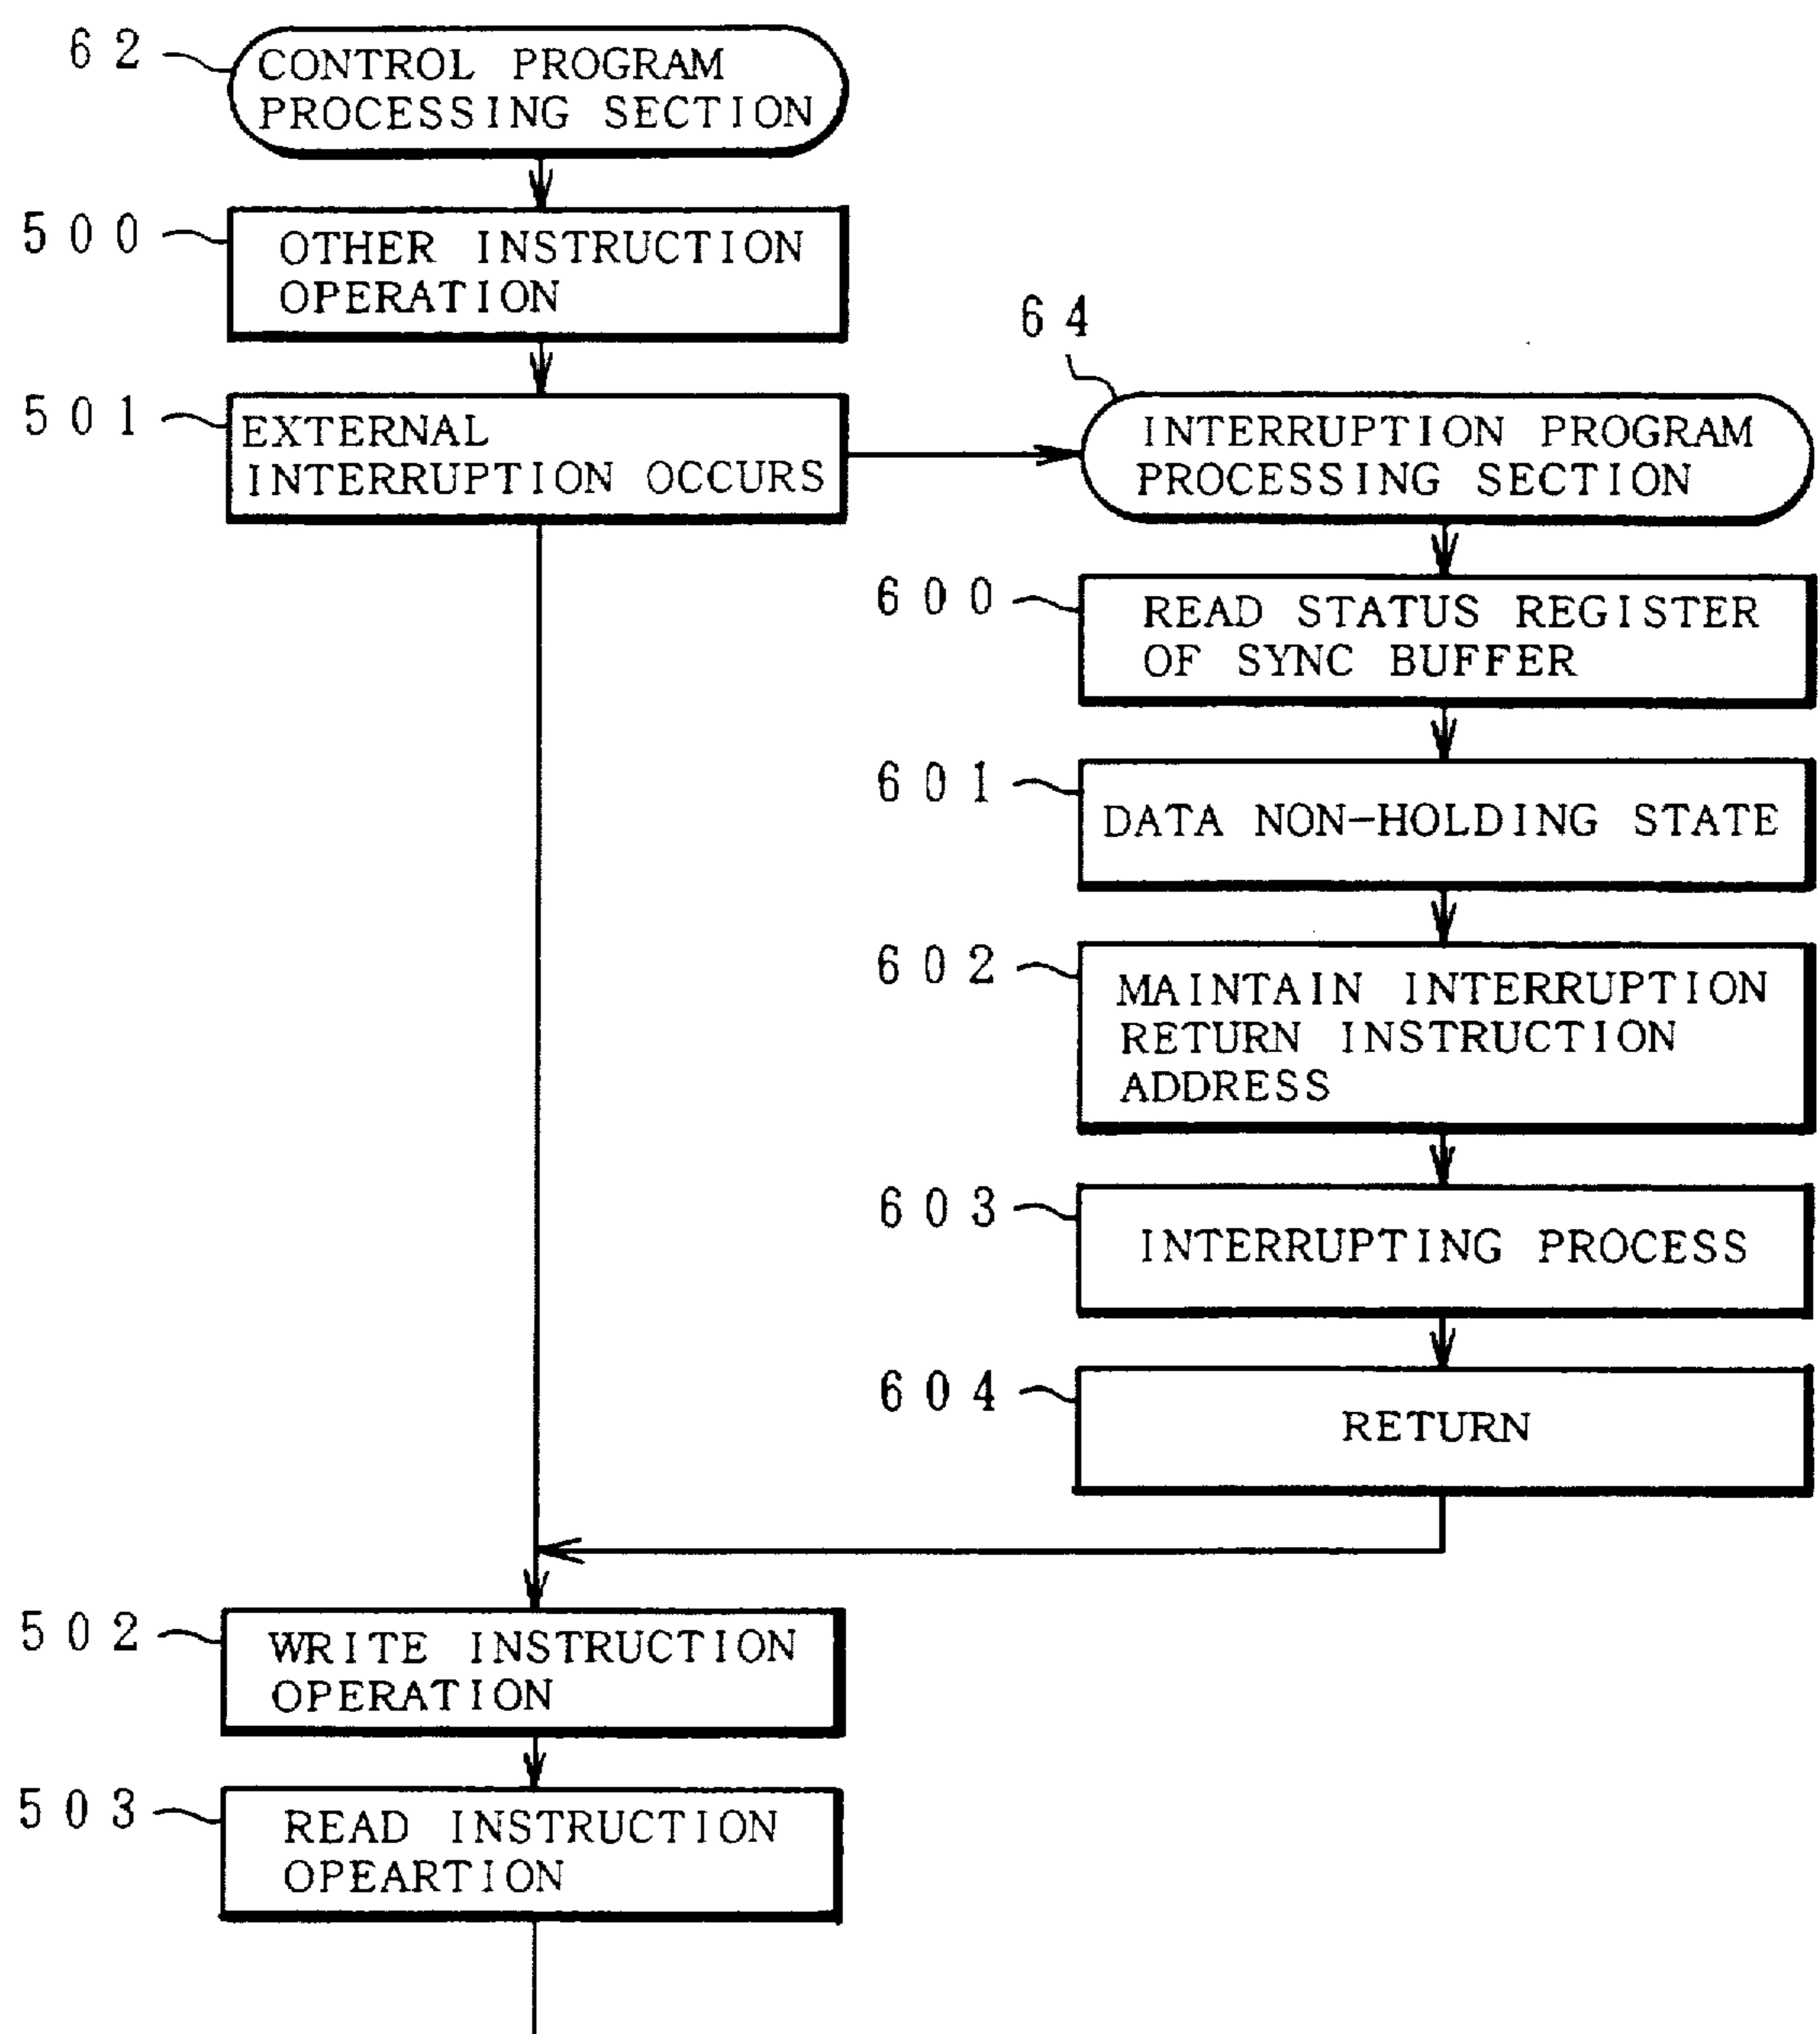 62
CONTROL PROGRAM
PROCESSING SECTION
500
OTHER INSTRUCTION
OPERATION
501
EXTERNAL
INTERRUPTION OCCURS
64
INTERRUPTION PROGRAM
PROCESSING SECTION
600
READ STATUS REGISTER
OF SYNC BUFFER
601
DATA NON-HOLDING STATE
602
MAINTAIN INTERRUPTION
RETURN INSTRUCTION
ADDRESS
603
INTERRUPTING PROCESS
604
RETURN
502
WRITE INSTRUCTION
OPERATION
503
READ INSTRUCTION
OPEARTION